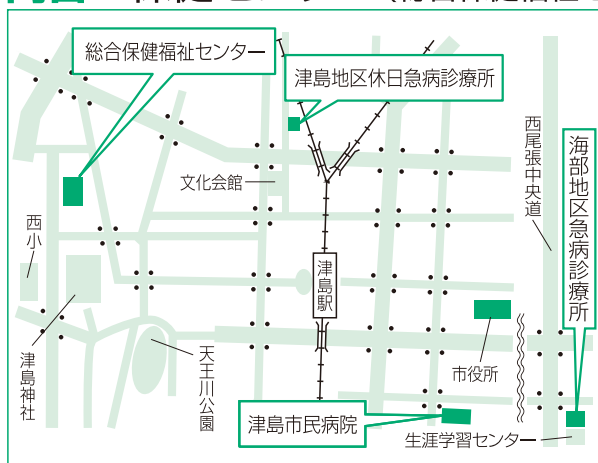 総合保健福祉センター
津島地区休日急病診療所
西尾張中央道
海部地区急病診療所
文化会館
西小
津島駅
津島神社
天王川公園
市役所
津島市民病院
生涯学習センター